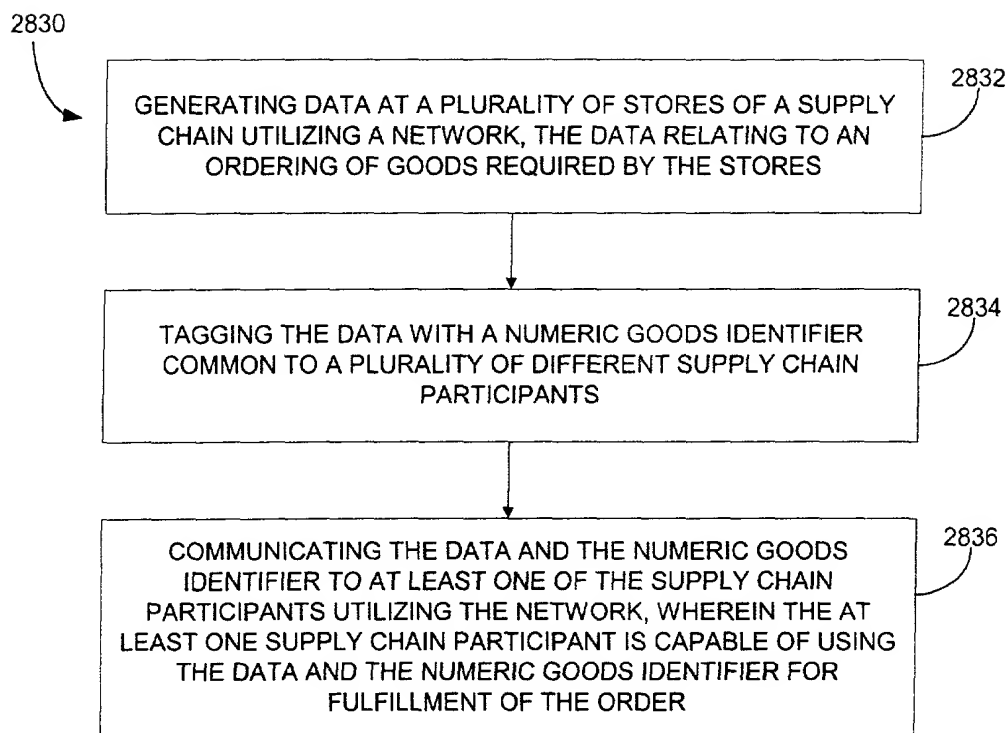 2830
2832
GENERATING DATA AT A PLURALITY OF STORES OF A SUPPLY
CHAIN UTILIZING A NETWORK, THE DATA RELATING TO AN
ORDERING OF GOODS REQUIRED BY THE STORES
2834
TAGGING THE DATA WITH A NUMERIC GOODS IDENTIFIER
COMMON TO A PLURALITY OF DIFFERENT SUPPLY CHAIN
PARTICIPANTS
2836
COMMUNICATING THE DATA AND THE NUMERIC GOODS
IDENTIFIER TO AT LEAST ONE OF THE SUPPLY CHAIN
PARTICIPANTS UTILIZING THE NETWORK, WHEREIN THE AT
LEAST ONE SUPPLY CHAIN PARTICIPANT IS CAPABLE OF USING
THE DATA AND THE NUMERIC GOODS IDENTIFIER FOR
FULFILLMENT OF THE ORDER